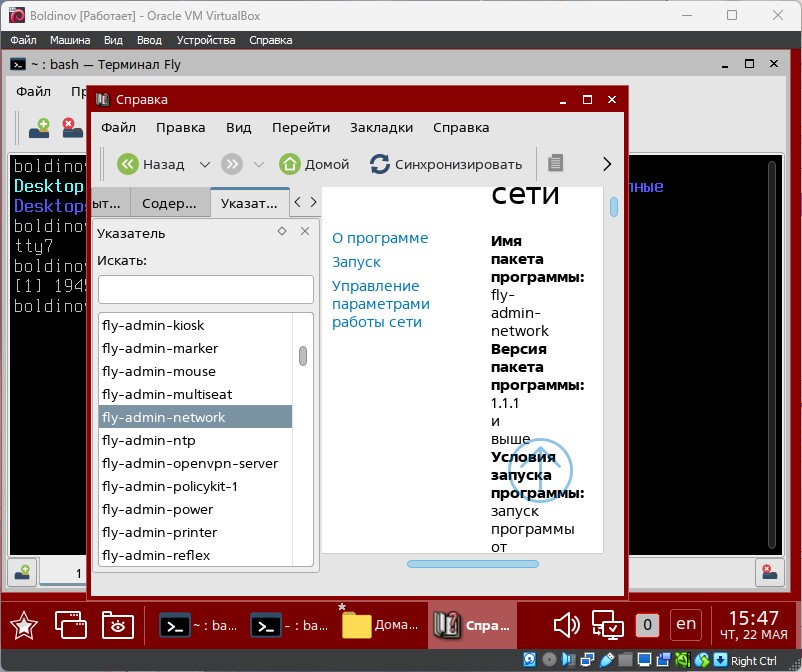 Boldinov [Работает] - Oracle VM VirtualBox
Файл Машина Вид Ввод Устройства Справка
~ : bash — Терминал Fly
Файл
Справка
Файл Правка Вид Перейти Закладки Справка
Назад Домой Синхронизировать
boldinov
Desktop
Desktop
boldinov
tty7
boldinov
[1] 194
boldinov
ыт... Содер... Указат...
Указатель
Искать:
fly-admin-kiosk
fly-admin-marker
fly-admin-mouse
fly-admin-multiseat
fly-admin-network
fly-admin-ntp
fly-admin-openvpn-server
fly-admin-policykit-1
fly-admin-power
fly-admin-printer
fly-admin-reflex
О программе
Запуск
Управление
параметрами
работы сети
сети
Имя
пакета
программы:
fly-
admin-
network
Версия
пакета
программы:
1.1.1
и
выше
Условия
запуска
программы:
запуск
программы
от
1
~ : ba...
- : ba...
*
Дома...
Спра...
0
en
15:47
ЧТ, 22 МАЯ
Right Ctrl